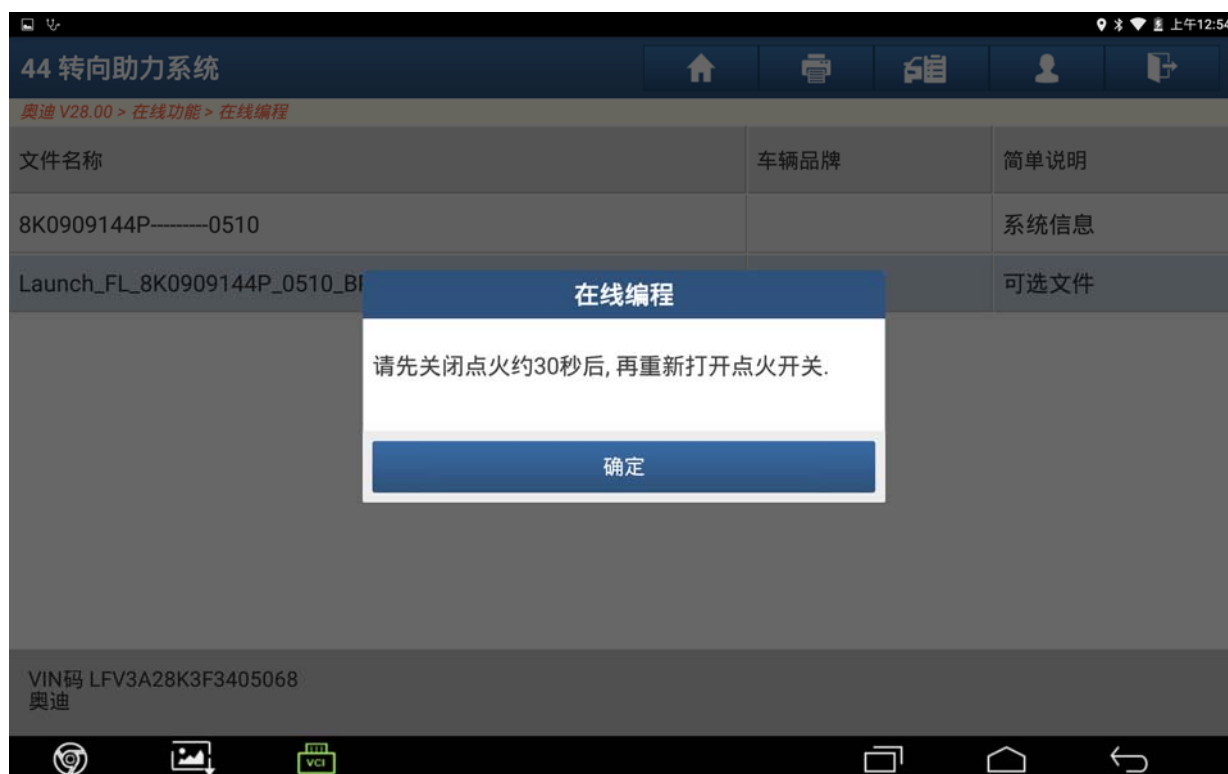 上午12:54
44 转向助力系统
奥迪 V28.00 > 在线功能 > 在线编程
文件名称 车辆品牌 简单说明
8K0909144P---------0510 系统信息
Launch_FL_8K0909144P_0510_ 可选文件
在线编程
请先关闭点火约30秒后, 再重新打开点火开关.
确定
VIN码 LFV3A28K3F3405068
奥迪
VCI